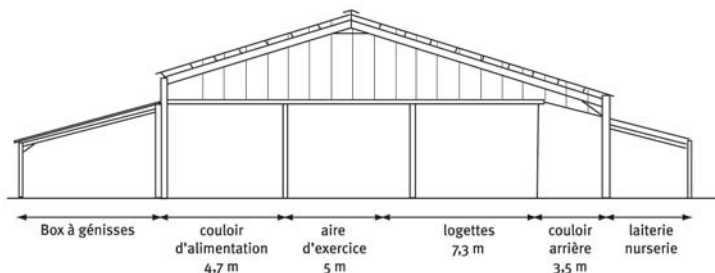 Box à génisses
couloir
d'alimentation
4,7 m
aire
d'exercice
5 m
logettes
7,3 m
couloir
arrière
3,5 m
laiterie
nurserie